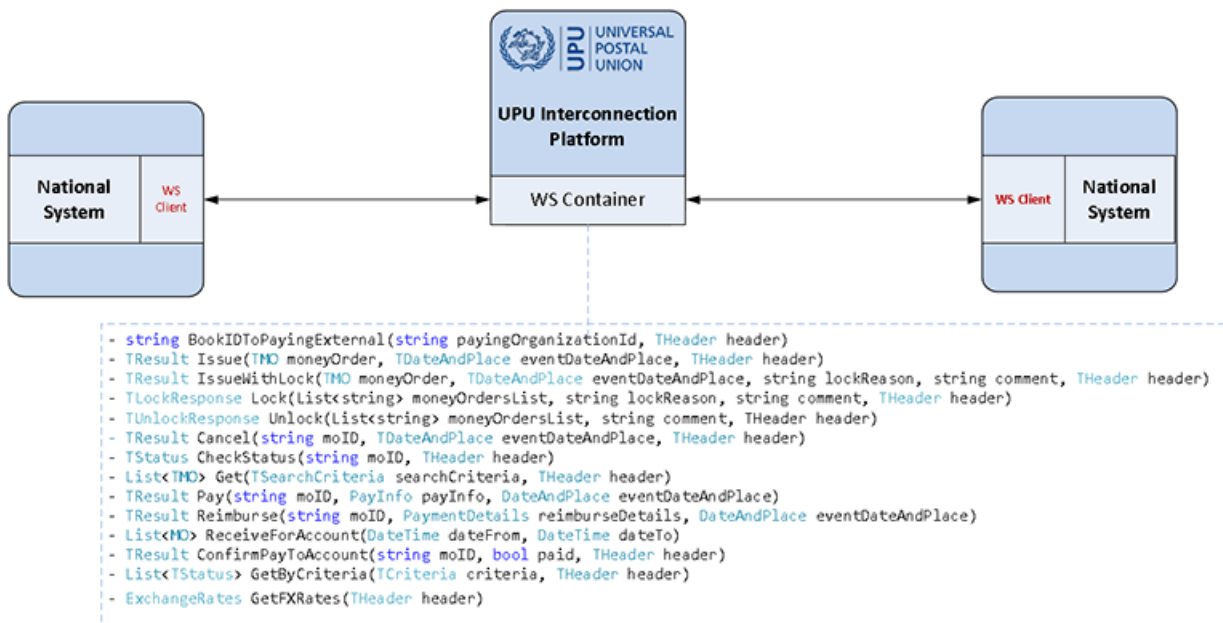 UPU
UNIVERSAL
POSTAL
UNION
UPU Interconnection
Platform
WS Container
National
System
WS
Client
WS Client
National
System
- string BookIDToPayingExternal(string payingOrganizationId, THeader header)
- TResult Issue(TMO moneyOrder, TDateAndPlace eventDateAndPlace, THeader header)
- TResult IssueWithLock(TMO moneyOrder, TDateAndPlace eventDateAndPlace, string lockReason, string comment, THeader header)
- TLockResponse Lock(List<string> moneyOrdersList, string lockReason, string comment, THeader header)
- TUnlockResponse Unlock(List<string> moneyOrdersList, string comment, THeader header)
- TResult Cancel(string moID, TDateAndPlace eventDateAndPlace, THeader header)
- TStatus CheckStatus(string moID, THeader header)
- List<TMO> Get(TSearchCriteria searchCriteria, THeader header)
- TResult Pay(string moID, PayInfo payInfo, DateAndPlace eventDateAndPlace)
- TResult Reimburse(string moID, PaymentDetails reimburseDetails, DateAndPlace eventDateAndPlace)
- List<MO> ReceiveForAccount(DateTime dateFrom, DateTime dateTo)
- TResult ConfirmPayToAccount(string moID, bool paid, THeader header)
- List<TStatus> GetByCriteria(TCriteria criteria, THeader header)
- ExchangeRates GetFXRates(THeader header)